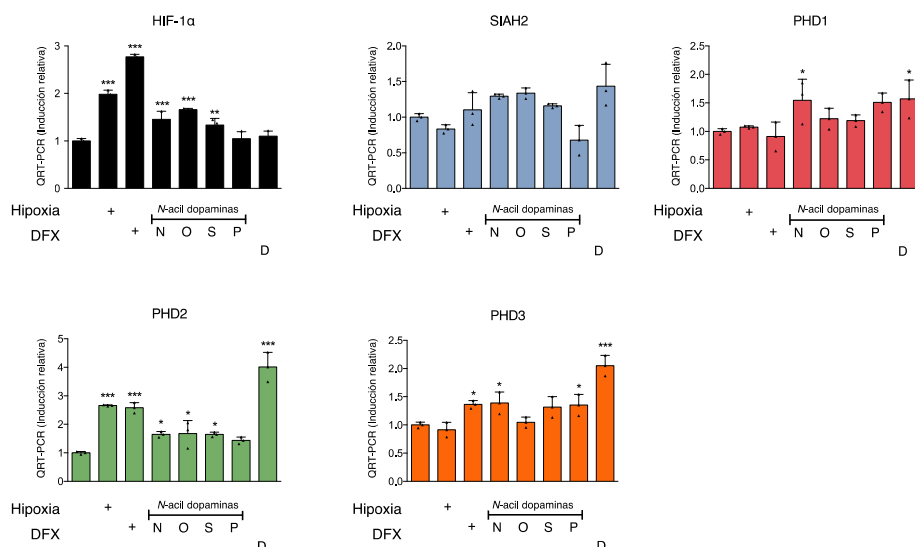 HIF-1α
QRT-PCR (Inducción relativa)
3
2
1
0
***
***
***
***
**
Hipoxia
+
N-acil dopaminas
DFX
+ N O S P
D
SIAH2
QRT-PCR (Inducción relativa)
2.0
1.5
1.0
0.5
0.0
Hipoxia
+
N-acil dopaminas
DFX
+ N O S P
D
PHD1
QRT-PCR (Inducción relativa)
2.5
2.0
1.5
1.0
0.5
0.0
*
*
Hipoxia
+
N-acil dopaminas
DFX
+ N O S P
D
PHD2
QRT-PCR (Inducción relativa)
5
4
3
2
1
0
***
***
*
*
*
***
Hipoxia
+
N-acil dopaminas
DFX
+ N O S P
D
PHD3
QRT-PCR (Inducción relativa)
2.5
2.0
1.5
1.0
0.5
0.0
*
*
*
***
Hipoxia
+
N-acil dopaminas
DFX
+ N O S P
D